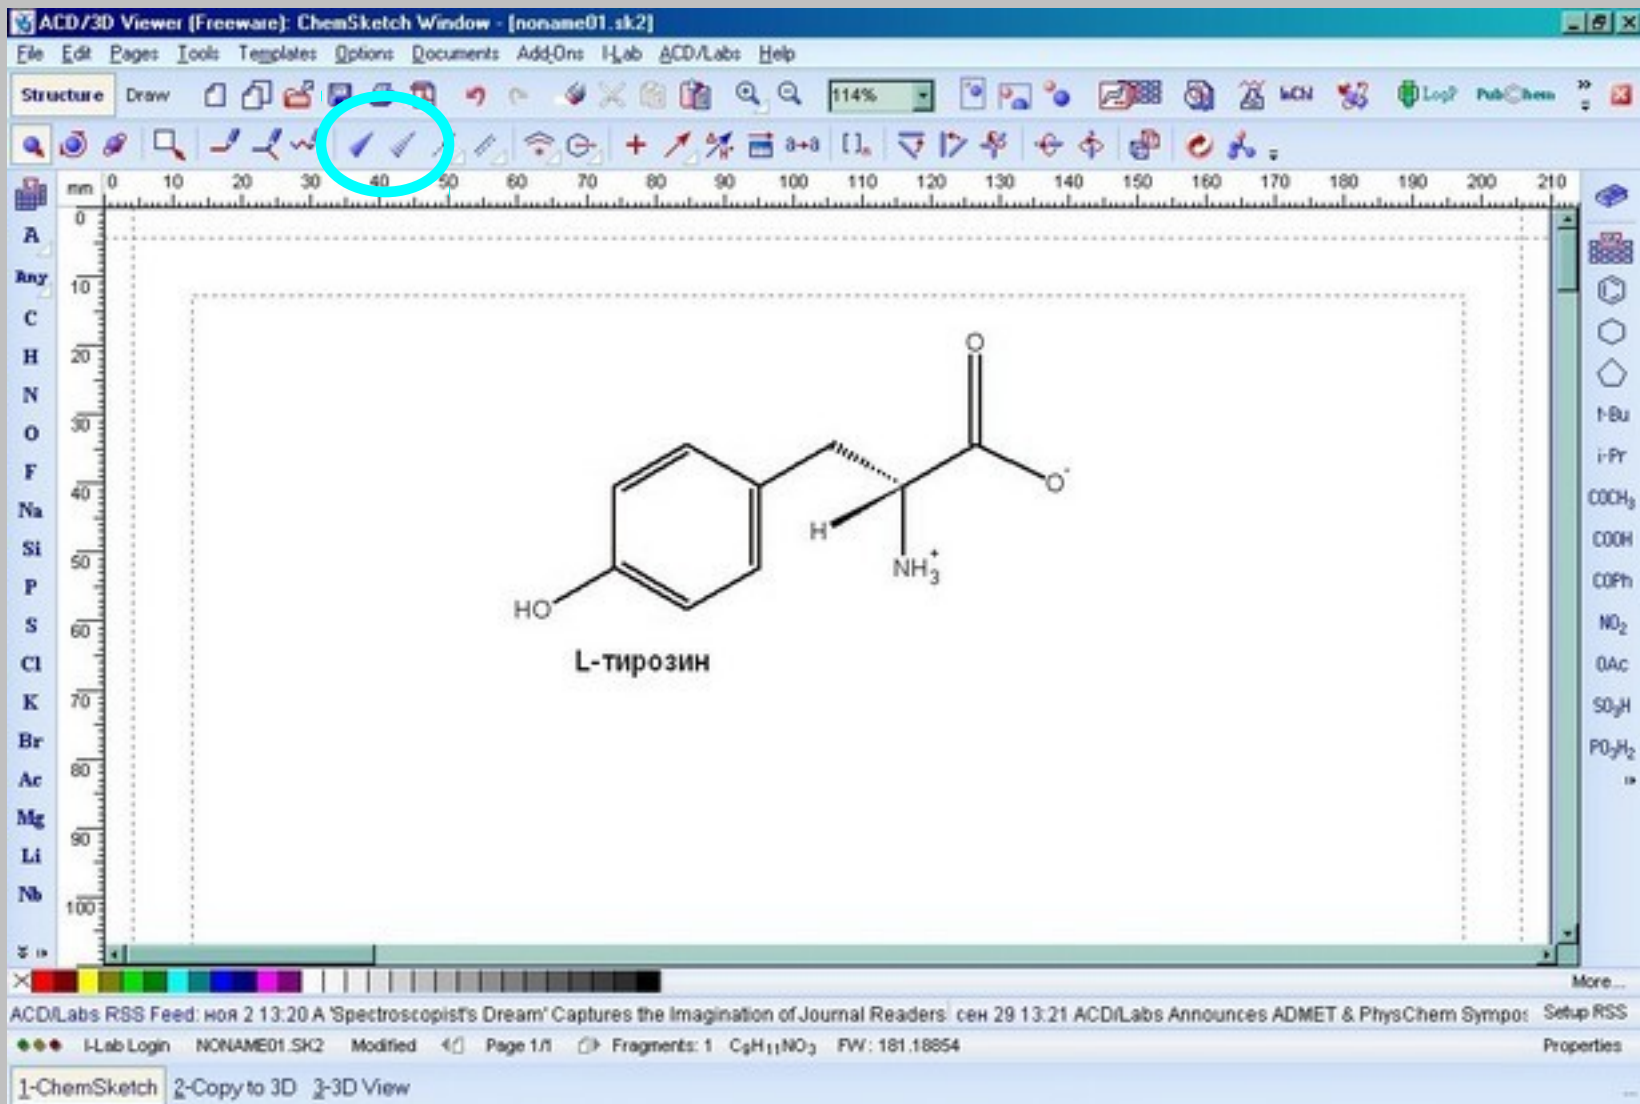 ACD/3D Viewer (Freeware): ChemSketch Window - [noname01.sk2]
File Edit Pages Tools Templates Options Documents Add-Ons I-Lab ACD/Labs Help
Structure Draw 114% InChI LogP PubChem
a→a [ ]n
mm 0 10 20 30 40 50 60 70 80 90 100 110 120 130 140 150 160 170 180 190 200 210
0
A
Any
10
C
H
20
N
30
O
F
40
Na
Si
50
P
S
60
Cl
K
70
Br
80
Ac
Mg
90
Li
Nb
100
O
O-
H
NH3+
HO
L-тирозин
t-Bu
i-Pr
COCH3
COOH
COPh
NO2
OAc
SO3H
PO3H2
More...
ACD/Labs RSS Feed: ноя 2 13:20 A 'Spectroscopist's Dream' Captures the Imagination of Journal Readers сен 29 13:21 ACD/Labs Announces ADMET & PhysChem Sympos Setup RSS
I-Lab Login NONAME01.SK2 Modified Page 1/1 Fragments: 1 C9H11NO3 FW: 181.18854 Properties
1-ChemSketch 2-Copy to 3D 3-3D View